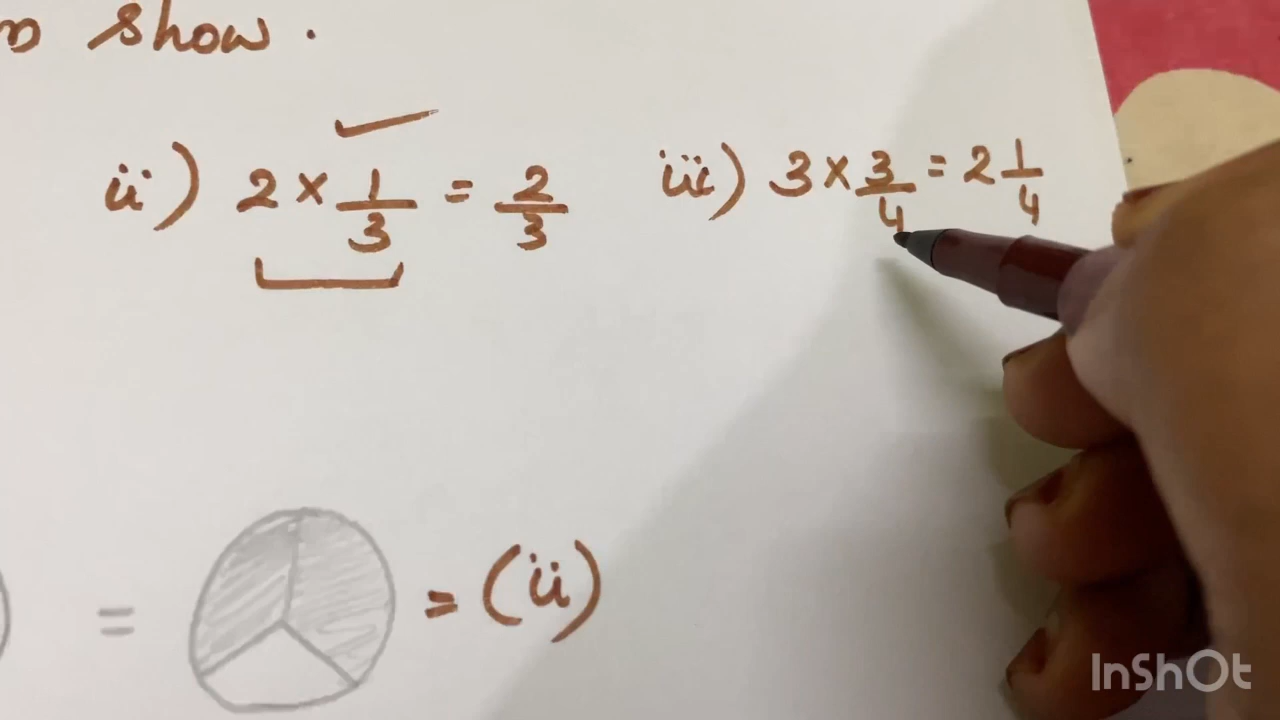 show.
ii) 2 × 1/3 = 2/3 iii) 3 × 3/4 = 2 1/4
= = (ii)
InShOt